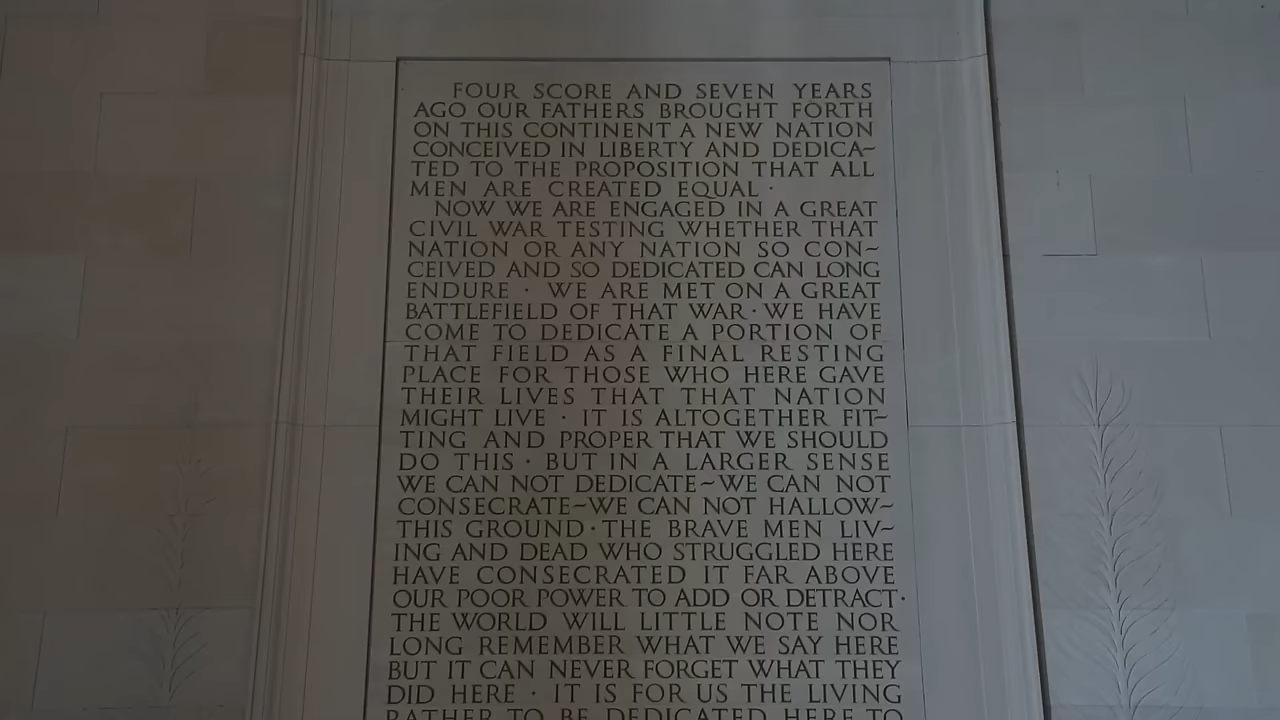 FOUR SCORE AND SEVEN YEARS
AGO OUR FATHERS BROUGHT FORTH
ON THIS CONTINENT A NEW NATION
CONCEIVED IN LIBERTY AND DEDICA~
TED TO THE PROPOSITION THAT ALL
MEN ARE CREATED EQUAL ·
NOW WE ARE ENGAGED IN A GREAT
CIVIL WAR TESTING WHETHER THAT
NATION OR ANY NATION SO CON~
CEIVED AND SO DEDICATED CAN LONG
ENDURE · WE ARE MET ON A GREAT
BATTLEFIELD OF THAT WAR · WE HAVE
COME TO DEDICATE A PORTION OF
THAT FIELD AS A FINAL RESTING
PLACE FOR THOSE WHO HERE GAVE
THEIR LIVES THAT THAT NATION
MIGHT LIVE · IT IS ALTOGETHER FIT~
TING AND PROPER THAT WE SHOULD
DO THIS · BUT IN A LARGER SENSE
WE CAN NOT DEDICATE~WE CAN NOT
CONSECRATE~WE CAN NOT HALLOW~
THIS GROUND · THE BRAVE MEN LIV~
ING AND DEAD WHO STRUGGLED HERE
HAVE CONSECRATED IT FAR ABOVE
OUR POOR POWER TO ADD OR DETRACT ·
THE WORLD WILL LITTLE NOTE NOR
LONG REMEMBER WHAT WE SAY HERE
BUT IT CAN NEVER FORGET WHAT THEY
DID HERE · IT IS FOR US THE LIVING
RATHER TO BE DEDICATED HERE TO